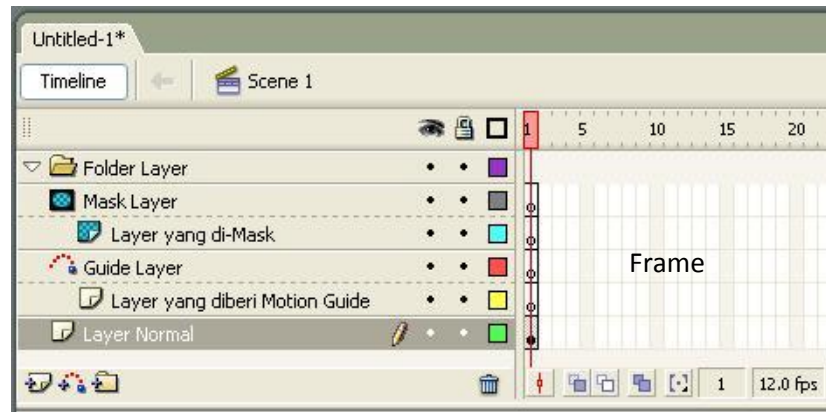 Untitled-1*
Timeline Scene 1
1 5 10 15 20
Folder Layer
Mask Layer
Layer yang di-Mask
Guide Layer
Frame
Layer yang diberi Motion Guide
Layer Normal
1 12.0 fps